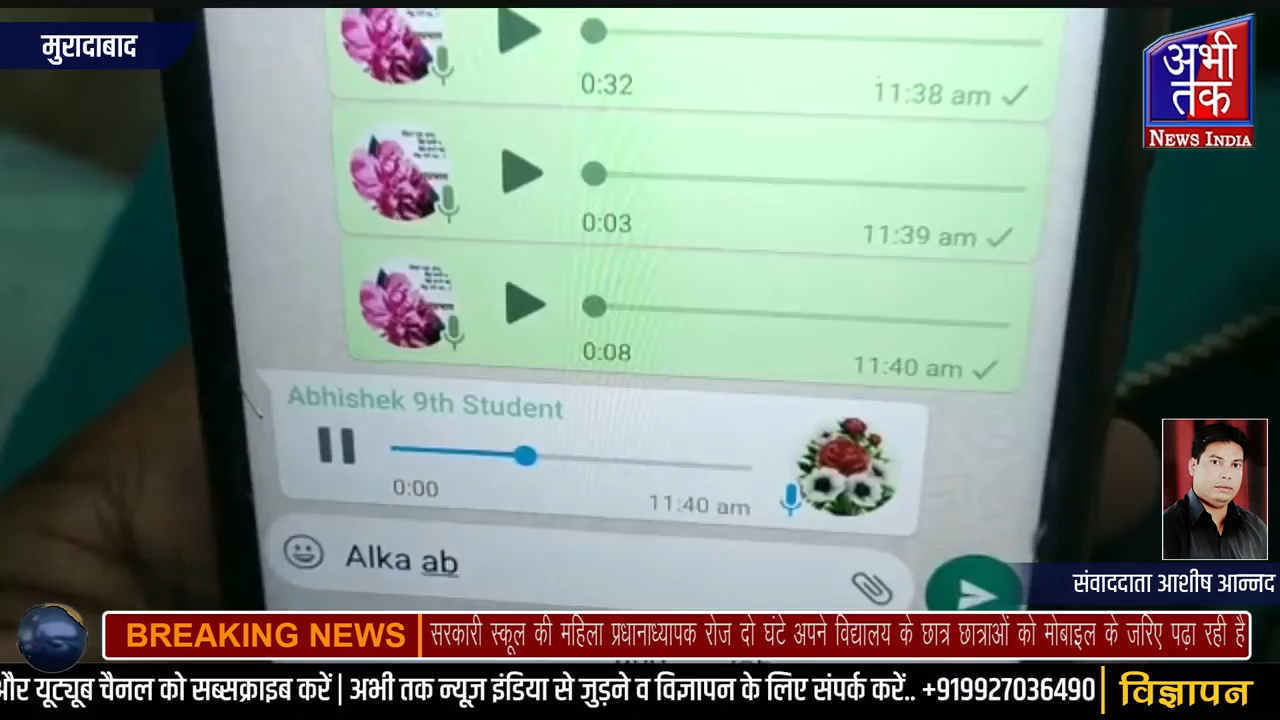 मुरादाबाद
अभी
तक
NEWS INDIA
0:32
11:38 am
0:03
11:39 am
0:08
11:40 am
Abhishek 9th Student
0:00
11:40 am
Alka ab
संवाददाता आशीष आन्नद
BREAKING NEWS
सरकारी स्कूल की महिला प्रधानाध्यापक रोज दो घंटे अपने विद्यालय के छात्र छात्राओं को मोबाइल के जरिए पढ़ा रही है
और यूट्यूब चैनल को सब्सक्राइब करें | अभी तक न्यूज़ इंडिया से जुड़ने व विज्ञापन के लिए संपर्क करें.. +919927036490
विज्ञापन